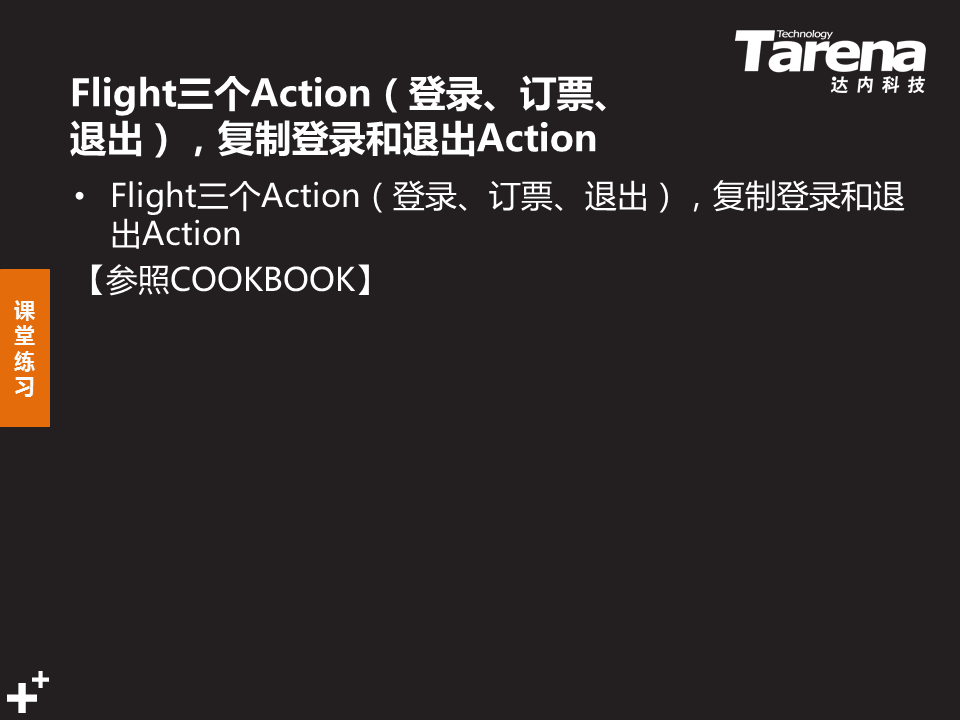 Technology
Tarena
达内科技
Flight三个Action（登录、订票、
退出），复制登录和退出Action
• Flight三个Action（登录、订票、退出），复制登录和退
出Action
【参照COOKBOOK】
课
堂
练
习